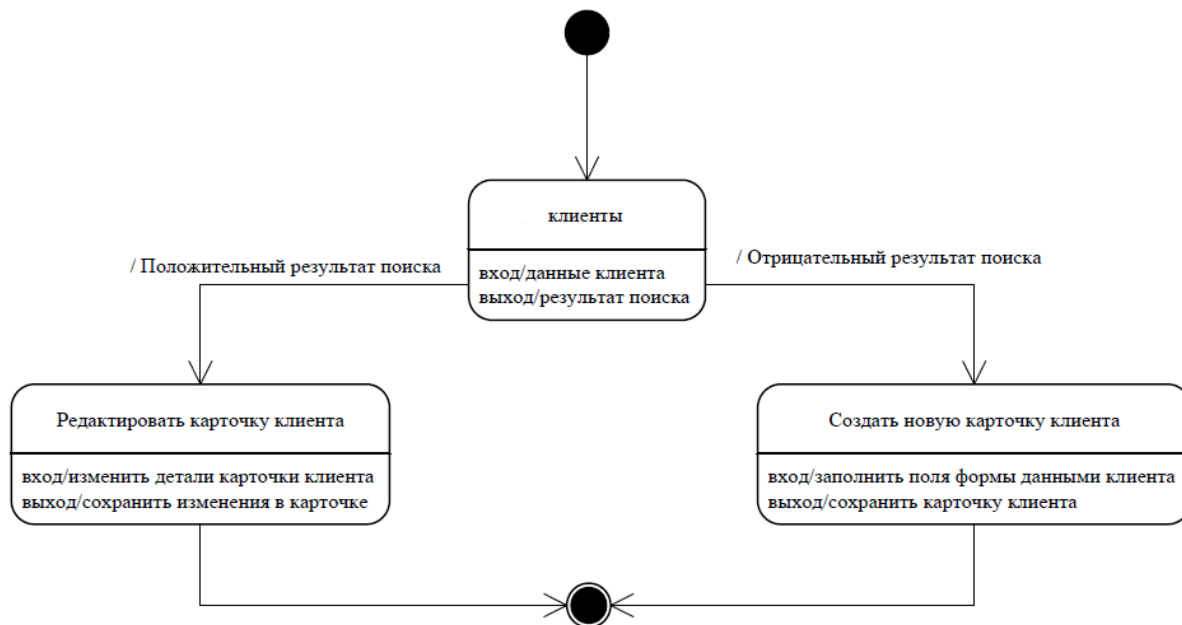 клиенты
вход/данные клиента
выход/результат поиска
/ Положительный результат поиска
/ Отрицательный результат поиска
Редактировать карточку клиента
вход/изменить детали карточки клиента
выход/сохранить изменения в карточке
Создать новую карточку клиента
вход/заполнить поля формы данными клиента
выход/сохранить карточку клиента